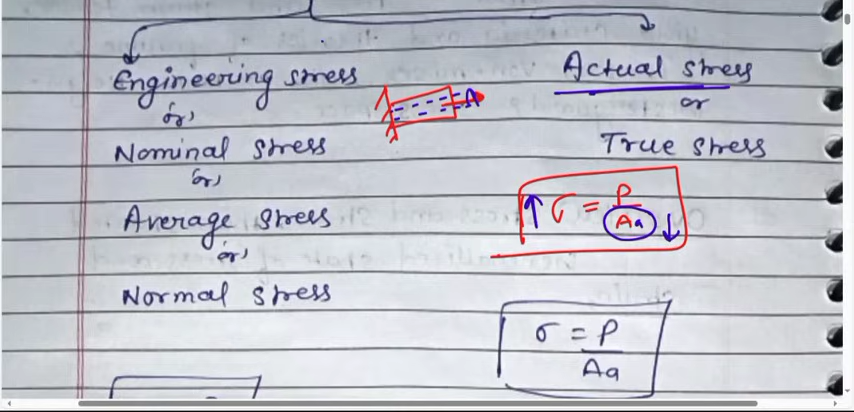 Engineering stress
or,
Nominal stress
or,
Average stress
or,
Normal stress
Actual stress
or
True stress
↑ σ = P / Aa ↓
σ = P / Aa